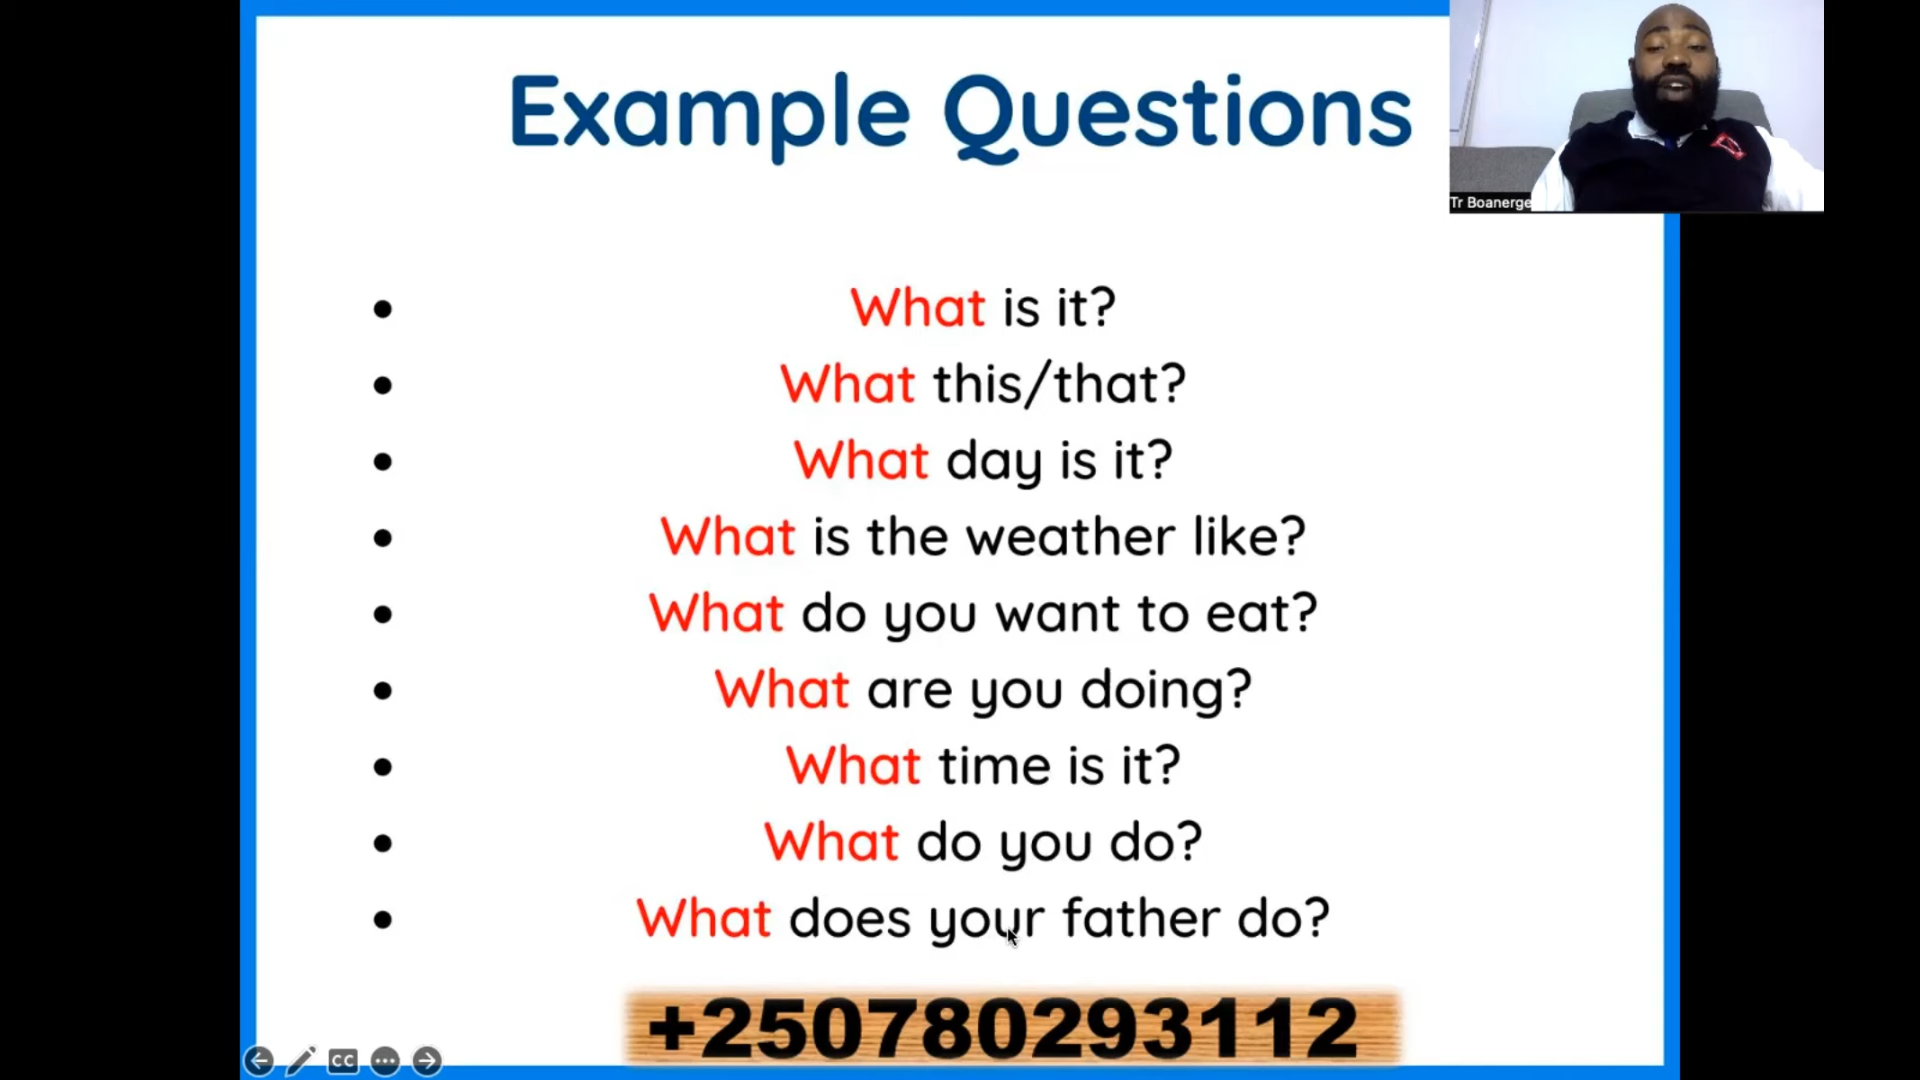 Example Questions
Tr Boanerge
• What is it?
• What this/that?
• What day is it?
• What is the weather like?
• What do you want to eat?
• What are you doing?
• What time is it?
• What do you do?
• What does your father do?
+250780293112
CC